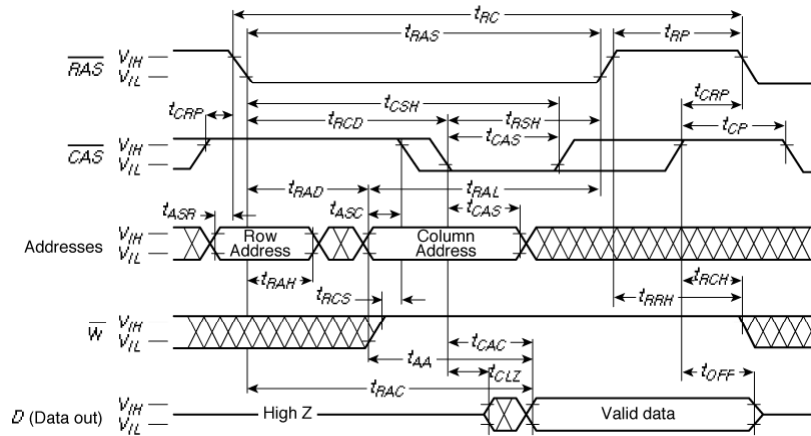 tRC
tRAS
tRP
RAS
VIH
VIL
tCRP
tCSH
tCRP
tRCD
tRSH
tCP
tCAS
CAS
VIH
VIL
tRAD
tRAL
tASR
tASC
tCAS
Addresses
VIH
VIL
Row
Address
Column
Address
tRAH
tRCS
tRCH
tRRH
W
VIH
VIL
tAA
tCAC
tCLZ
tOFF
tRAC
D (Data out)
VIH
VIL
High Z
Valid data